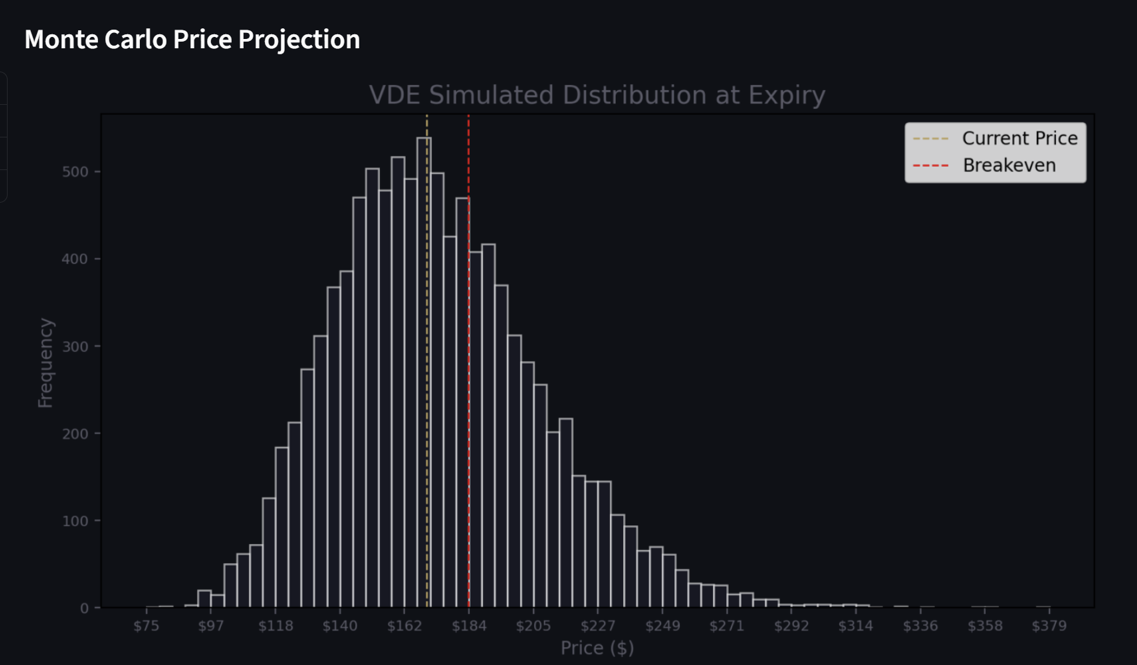 Monte Carlo Price Projection
VDE Simulated Distribution at Expiry
Current Price
Breakeven
Frequency
500
400
300
200
100
0
$75 $97 $118 $140 $162 $184 $205 $227 $249 $271 $292 $314 $336 $358 $379
Price ($)